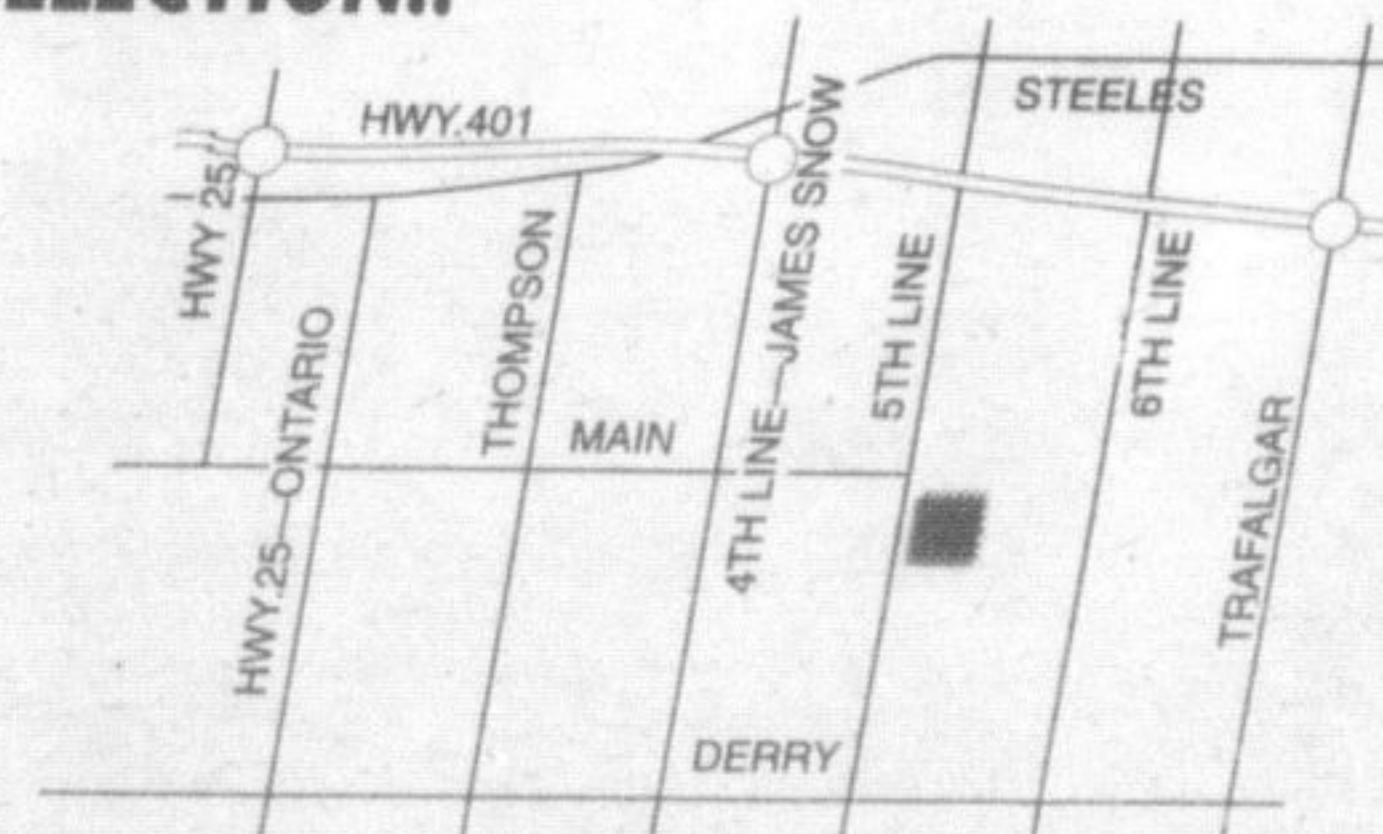 STEELES
HWY.401
HWY 25
THOMPSON
4TH LINE—JAMES SNOW
5TH LINE
6TH LINE
HWY.25—ONTARIO
MAIN
TRAFALGAR
DERRY